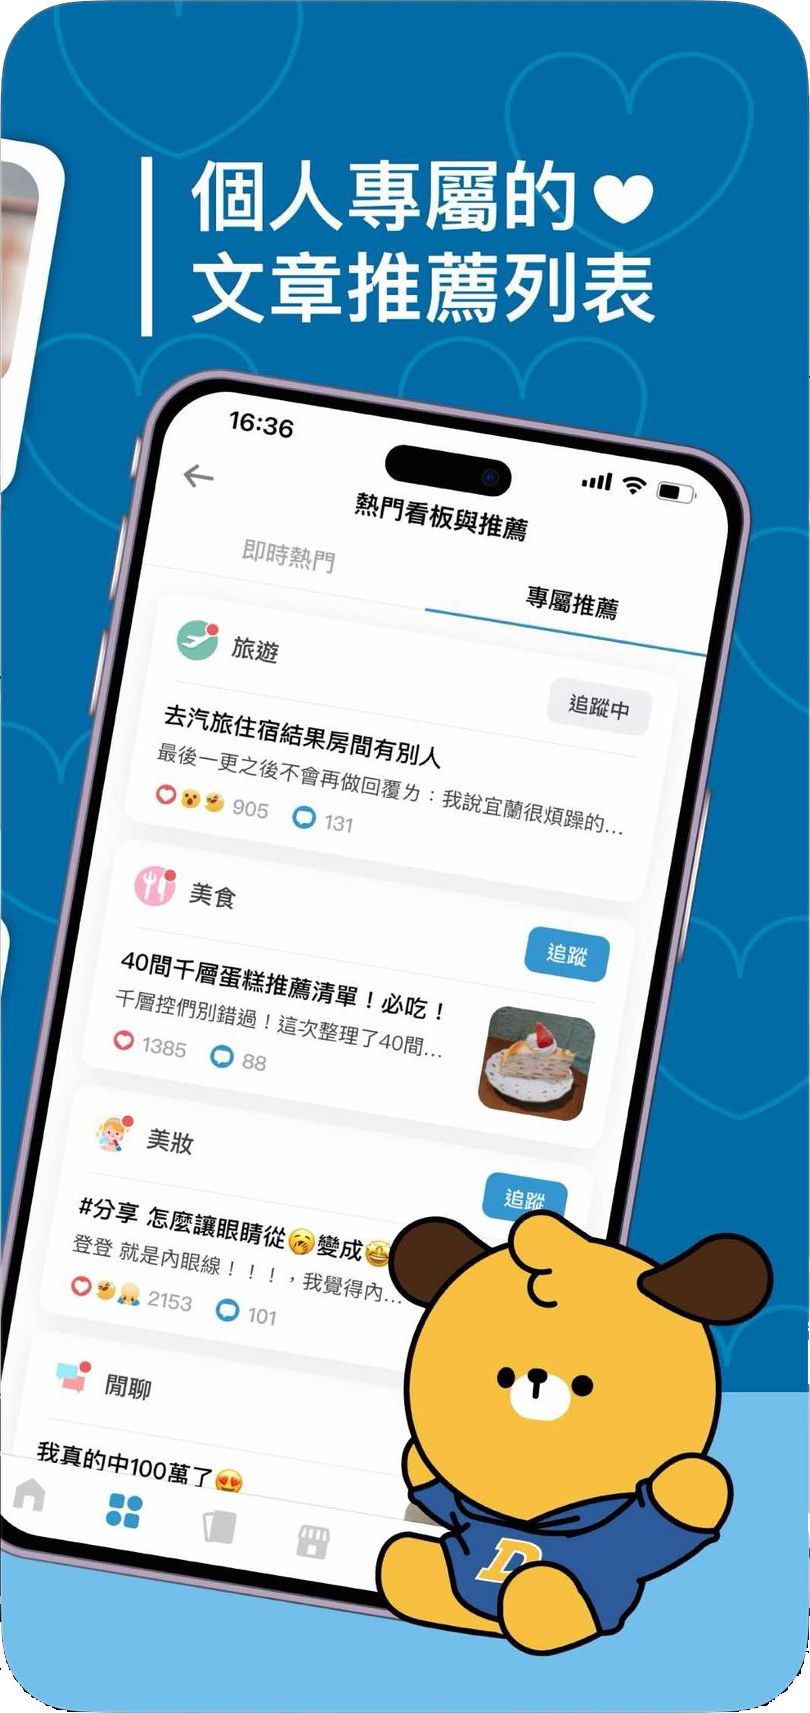 個人專屬的
文章推薦列表
16:36
熱門看板與推薦
即時熱門
專屬推薦
旅遊
追蹤中
去汽旅住宿結果房間有別人
最後一更之後不會再做回覆ㄌ：我說宜蘭很煩躁的...
905 131
美食
追蹤
40間千層蛋糕推薦清單！必吃！
千層控們別錯過！這次整理了40間...
1385 88
美妝
追蹤
#分享 怎麼讓眼睛從🥱變成🤩
登登 就是內眼線！！！，我覺得內...
2153 101
閒聊
我真的中100萬了😍
D